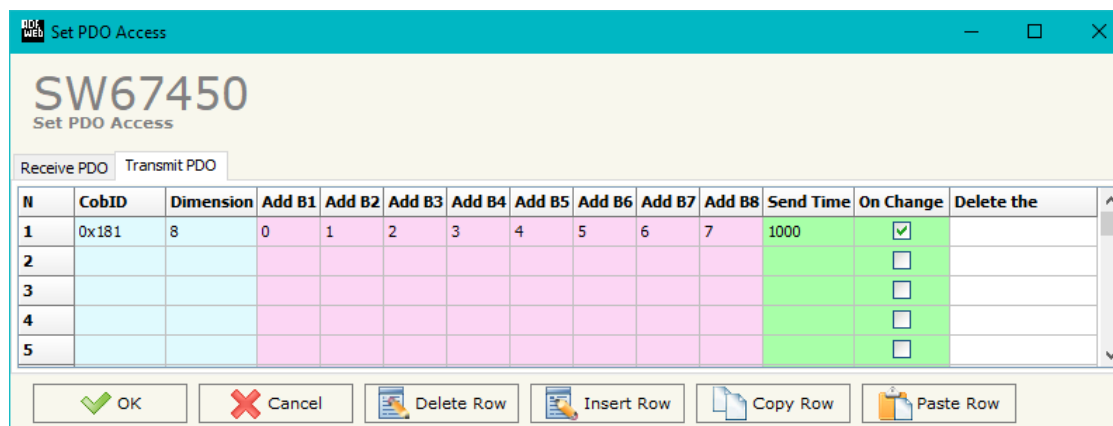 ADF WEB Set PDO Access
SW67450
Set PDO Access
Receive PDO Transmit PDO
N CobID Dimension Add B1 Add B2 Add B3 Add B4 Add B5 Add B6 Add B7 Add B8 Send Time On Change Delete the
1 0x181 8 0 1 2 3 4 5 6 7 1000
2
3
4
5
OK Cancel Delete Row Insert Row Copy Row Paste Row